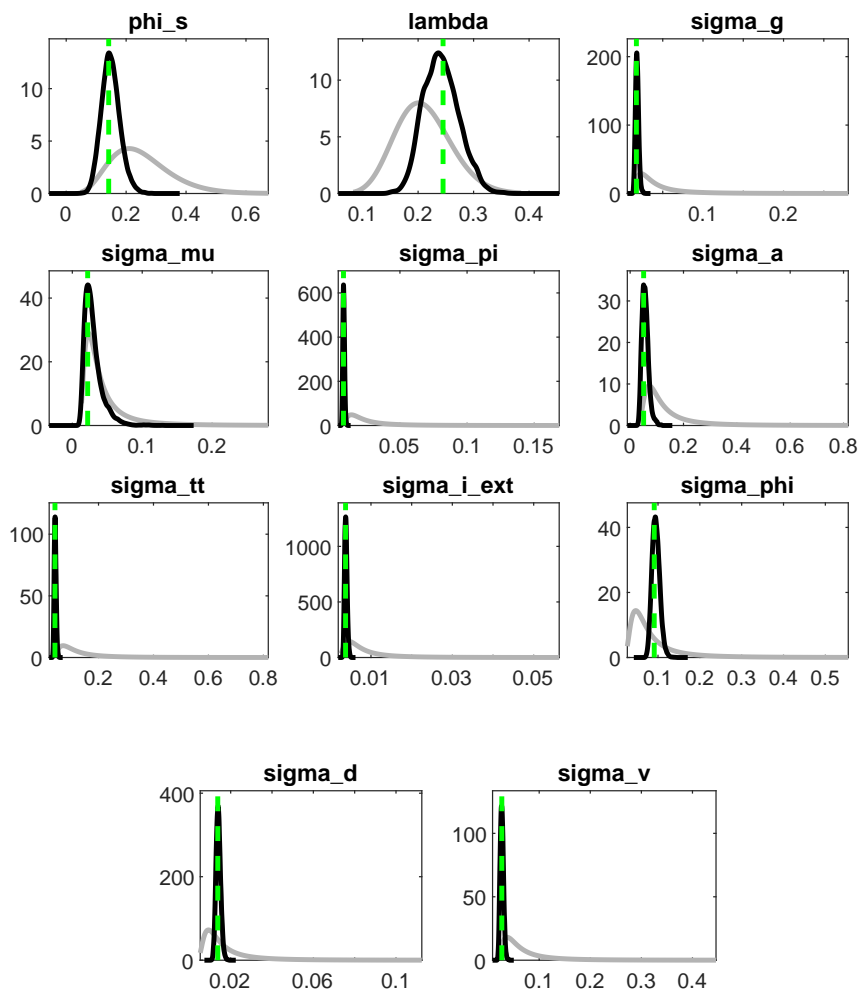 phi_s
lambda
sigma_g
10
5
0
0 0.2 0.4 0.6
10
5
0
0.1 0.2 0.3 0.4
200
100
0
0.1 0.2
sigma_mu
sigma_pi
sigma_a
40
20
0
0 0.1 0.2
600
400
200
0
0.05 0.1 0.15
30
20
10
0
0 0.2 0.4 0.6 0.8
sigma_tt
sigma_i_ext
sigma_phi
100
50
0
0.2 0.4 0.6 0.8
1000
500
0
0.01 0.03 0.05
40
20
0
0.1 0.2 0.3 0.4 0.5
sigma_d
sigma_v
400
200
0
0.02 0.06 0.1
100
50
0
0.1 0.2 0.3 0.4